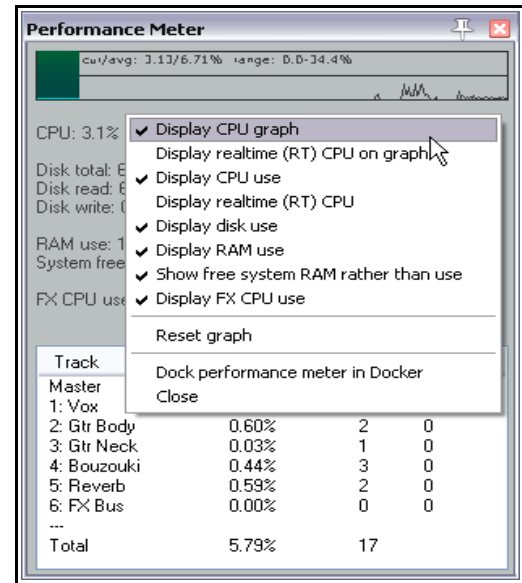 Performance Meter
cur/avg: 3.13/6.71% range: 0.0-34.4%
CPU: 3.1%
Disk total:
Disk read:
Disk write:
RAM use: 1
System free
FX CPU use
✔ Display CPU graph
Display realtime (RT) CPU on graph
✔ Display CPU use
Display realtime (RT) CPU
✔ Display disk use
✔ Display RAM use
✔ Show free system RAM rather than use
✔ Display FX CPU use
Reset graph
Dock performance meter in Docker
Close
Track
Master
1: Vox
2: Gtr Body 0.60% 2 0
3: Gtr Neck 0.03% 1 0
4: Bouzouki 0.44% 3 0
5: Reverb 0.59% 2 0
6: FX Bus 0.00% 0 0
---
Total 5.79% 17